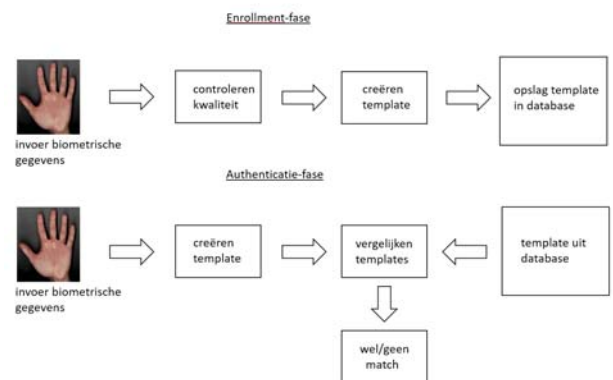 Enrollment-fase
controleren
kwaliteit
creëren
template
opslag template
in database
invoer biometrische
gegevens
Authenticatie-fase
creëren
template
vergelijken
templates
template uit
database
invoer biometrische
gegevens
wel/geen
match